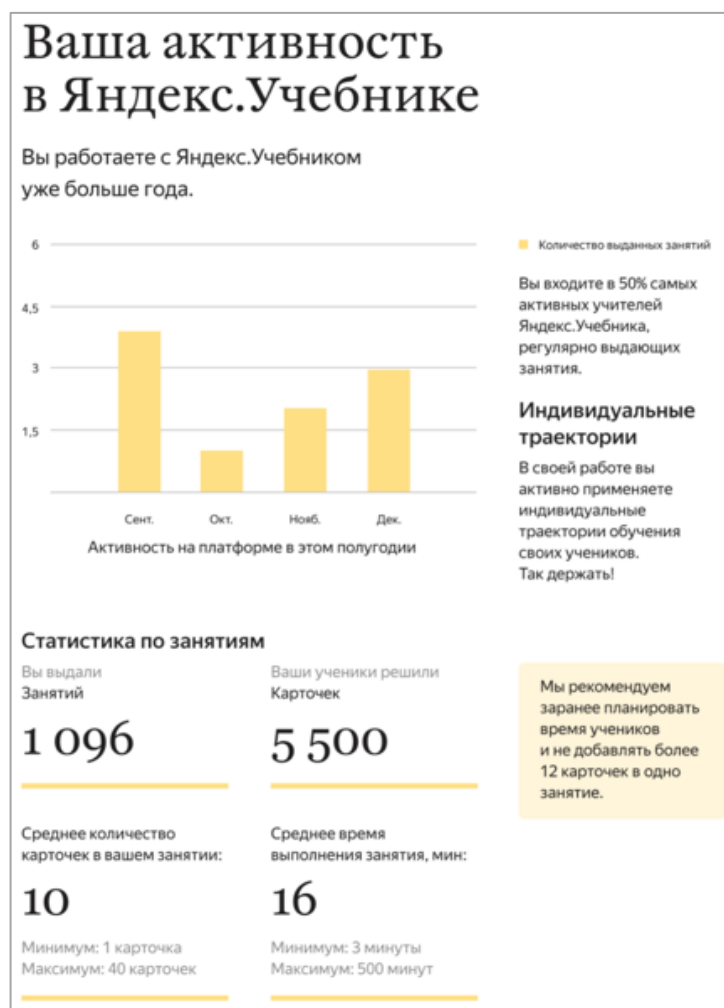 Ваша активность
в Яндекс.Учебнике
Вы работаете с Яндекс.Учебником
уже больше года.
6
4,5
3
1,5
Сент.
Окт.
Нояб.
Дек.
Активность на платформе в этом полугодии
Количество выданных занятий
Вы входите в 50% самых
активных учителей
Яндекс.Учебника,
регулярно выдающих
занятия.
Индивидуальные
траектории
В своей работе вы
активно применяете
индивидуальные
траектории обучения
своих учеников.
Так держать!
Статистика по занятиям
Вы выдали
Занятий
1 096
Ваши ученики решили
Карточек
5 500
Мы рекомендуем
заранее планировать
время учеников
и не добавлять более
12 карточек в одно
занятие.
Среднее количество
карточек в вашем занятии:
10
Минимум: 1 карточка
Максимум: 40 карточек
Среднее время
выполнения занятия, мин:
16
Минимум: 3 минуты
Максимум: 500 минут